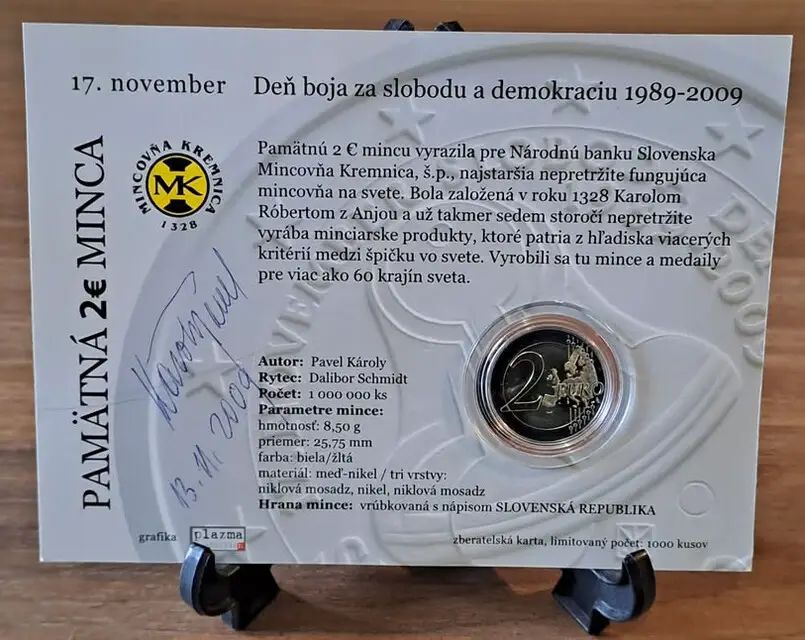 17. november Deň boja za slobodu a demokraciu 1989-2009
PAMÄTNÁ 2€ MINCA
MINCOVŇA KREMNICA
MK
1328
Pamätnú 2 € mincu vyrazila pre Národnú banku Slovenska
Mincovňa Kremnica, š.p., najstaršia nepretržite fungujúca
mincovňa na svete. Bola založená v roku 1328 Karolom
Róbertom z Anjou a už takmer sedem storočí nepretržite
vyrába minciarske produkty, ktoré patria z hľadiska viacerých
kritérií medzi špičku vo svete. Vyrobili sa tu mince a medaily
pre viac ako 60 krajín sveta.
13. 11. 2009
Autor: Pavel Károly
Rytec: Dalibor Schmidt
Počet: 1 000 000 ks
Parametre mince:
hmotnosť: 8,50 g
priemer: 25,75 mm
farba: biela/žltá
materiál: meď-nikel / tri vrstvy:
niklová mosadz, nikel, niklová mosadz
Hrana mince: vrúbkovaná s nápisom SLOVENSKÁ REPUBLIKA
2 EURO
grafika plazma
zberateľská karta, limitovaný počet: 1000 kusov